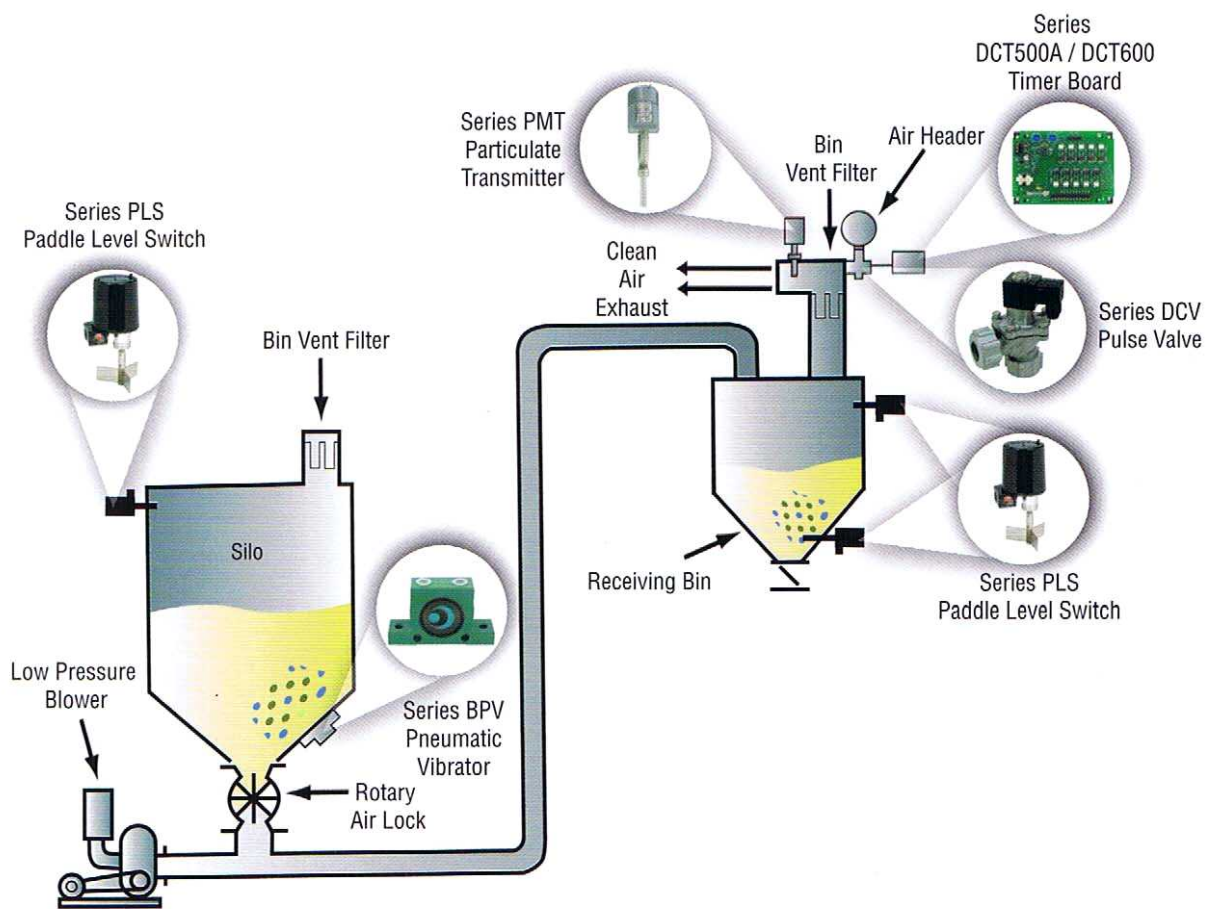 Series
DCT500A / DCT600
Timer Board
Series PMT
Particulate
Transmitter
Bin
Vent Filter
Air Header
Series PLS
Paddle Level Switch
Clean
Air
Exhaust
Series DCV
Pulse Valve
Bin Vent Filter
Silo
Receiving Bin
Series PLS
Paddle Level Switch
Low Pressure
Blower
Series BPV
Pneumatic
Vibrator
Rotary
Air Lock